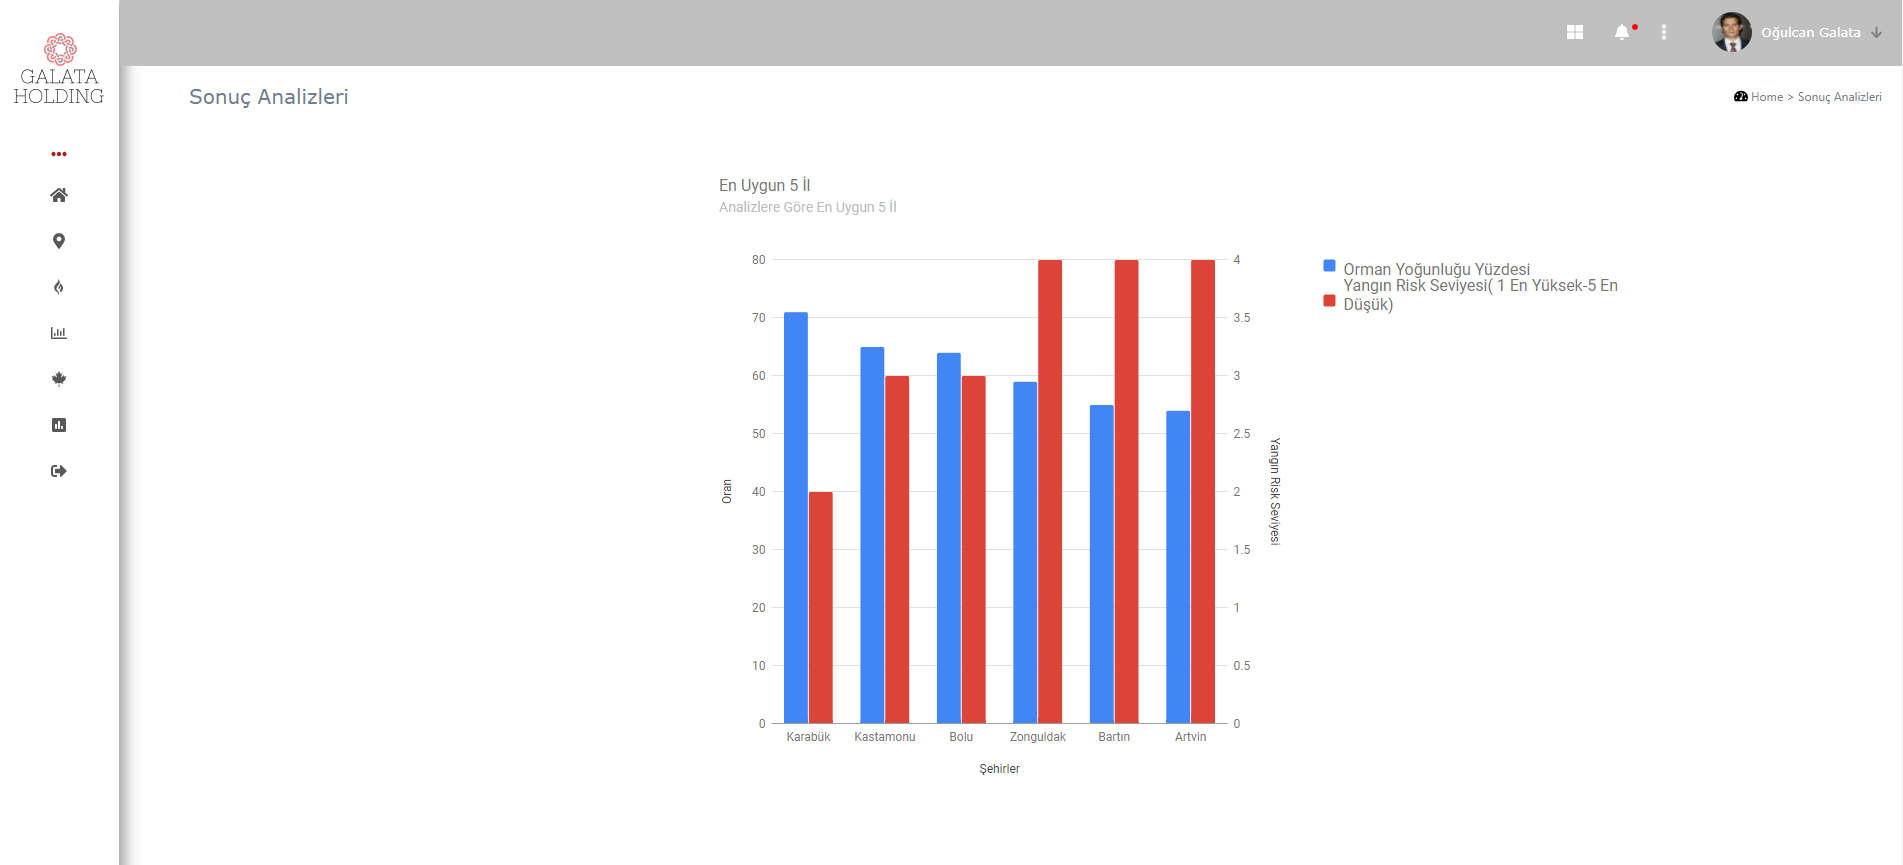 GALATA
HOLDING
Oğulcan Galata
Sonuç Analizleri
Home > Sonuç Analizleri
En Uygun 5 İl
Analizlere Göre En Uygun 5 İl
Orman Yoğunluğu Yüzdesi
Yangın Risk Seviyesi( 1 En Yüksek-5 En
Düşük)
80
70
60
50
40
30
20
10
0
Oran
4
3.5
3
2.5
2
1.5
1
0.5
0
Yangın Risk Seviyesi
Karabük
Kastamonu
Bolu
Zonguldak
Bartın
Artvin
Şehirler